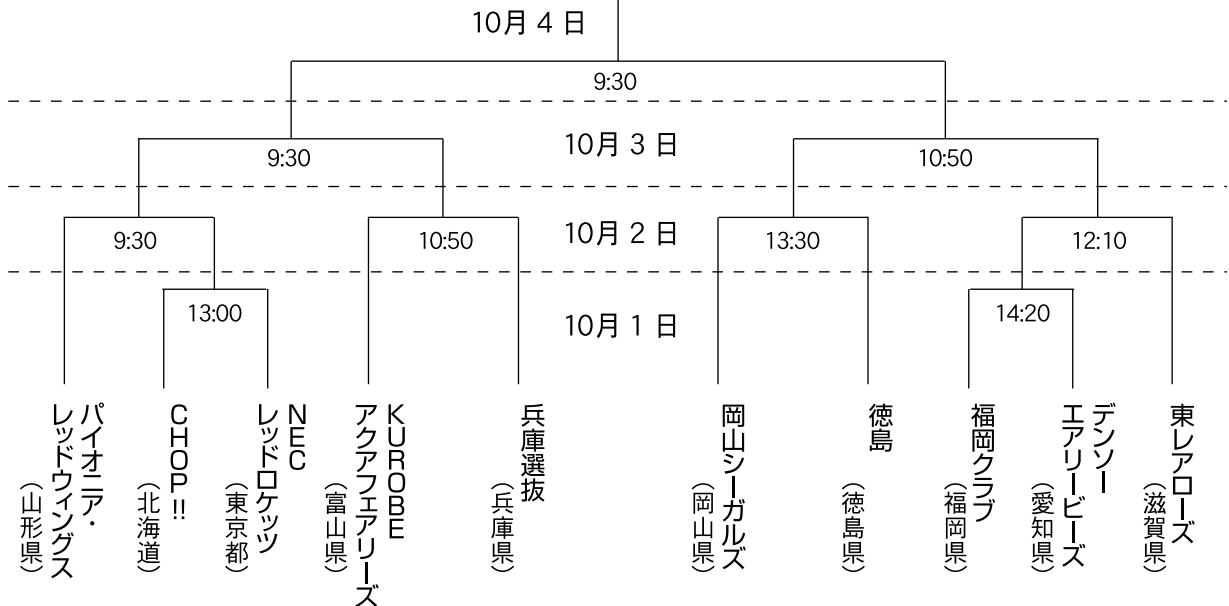 10月4日
9:30
10月3日
9:30
10:50
10月2日
9:30
10:50
13:30
12:10
10月1日
13:00
14:20
パイオニア・
レッドウィングス
（山形県）
CHOP!!
（北海道）
NEC
レッドロケッツ
（東京都）
KUROBE
アクアフェアリーズ
（富山県）
兵庫選抜
（兵庫県）
岡山シーガルズ
（岡山県）
徳島
（徳島県）
福岡クラブ
（福岡県）
デンソー
エアリービーズ
（愛知県）
東レアローズ
（滋賀県）